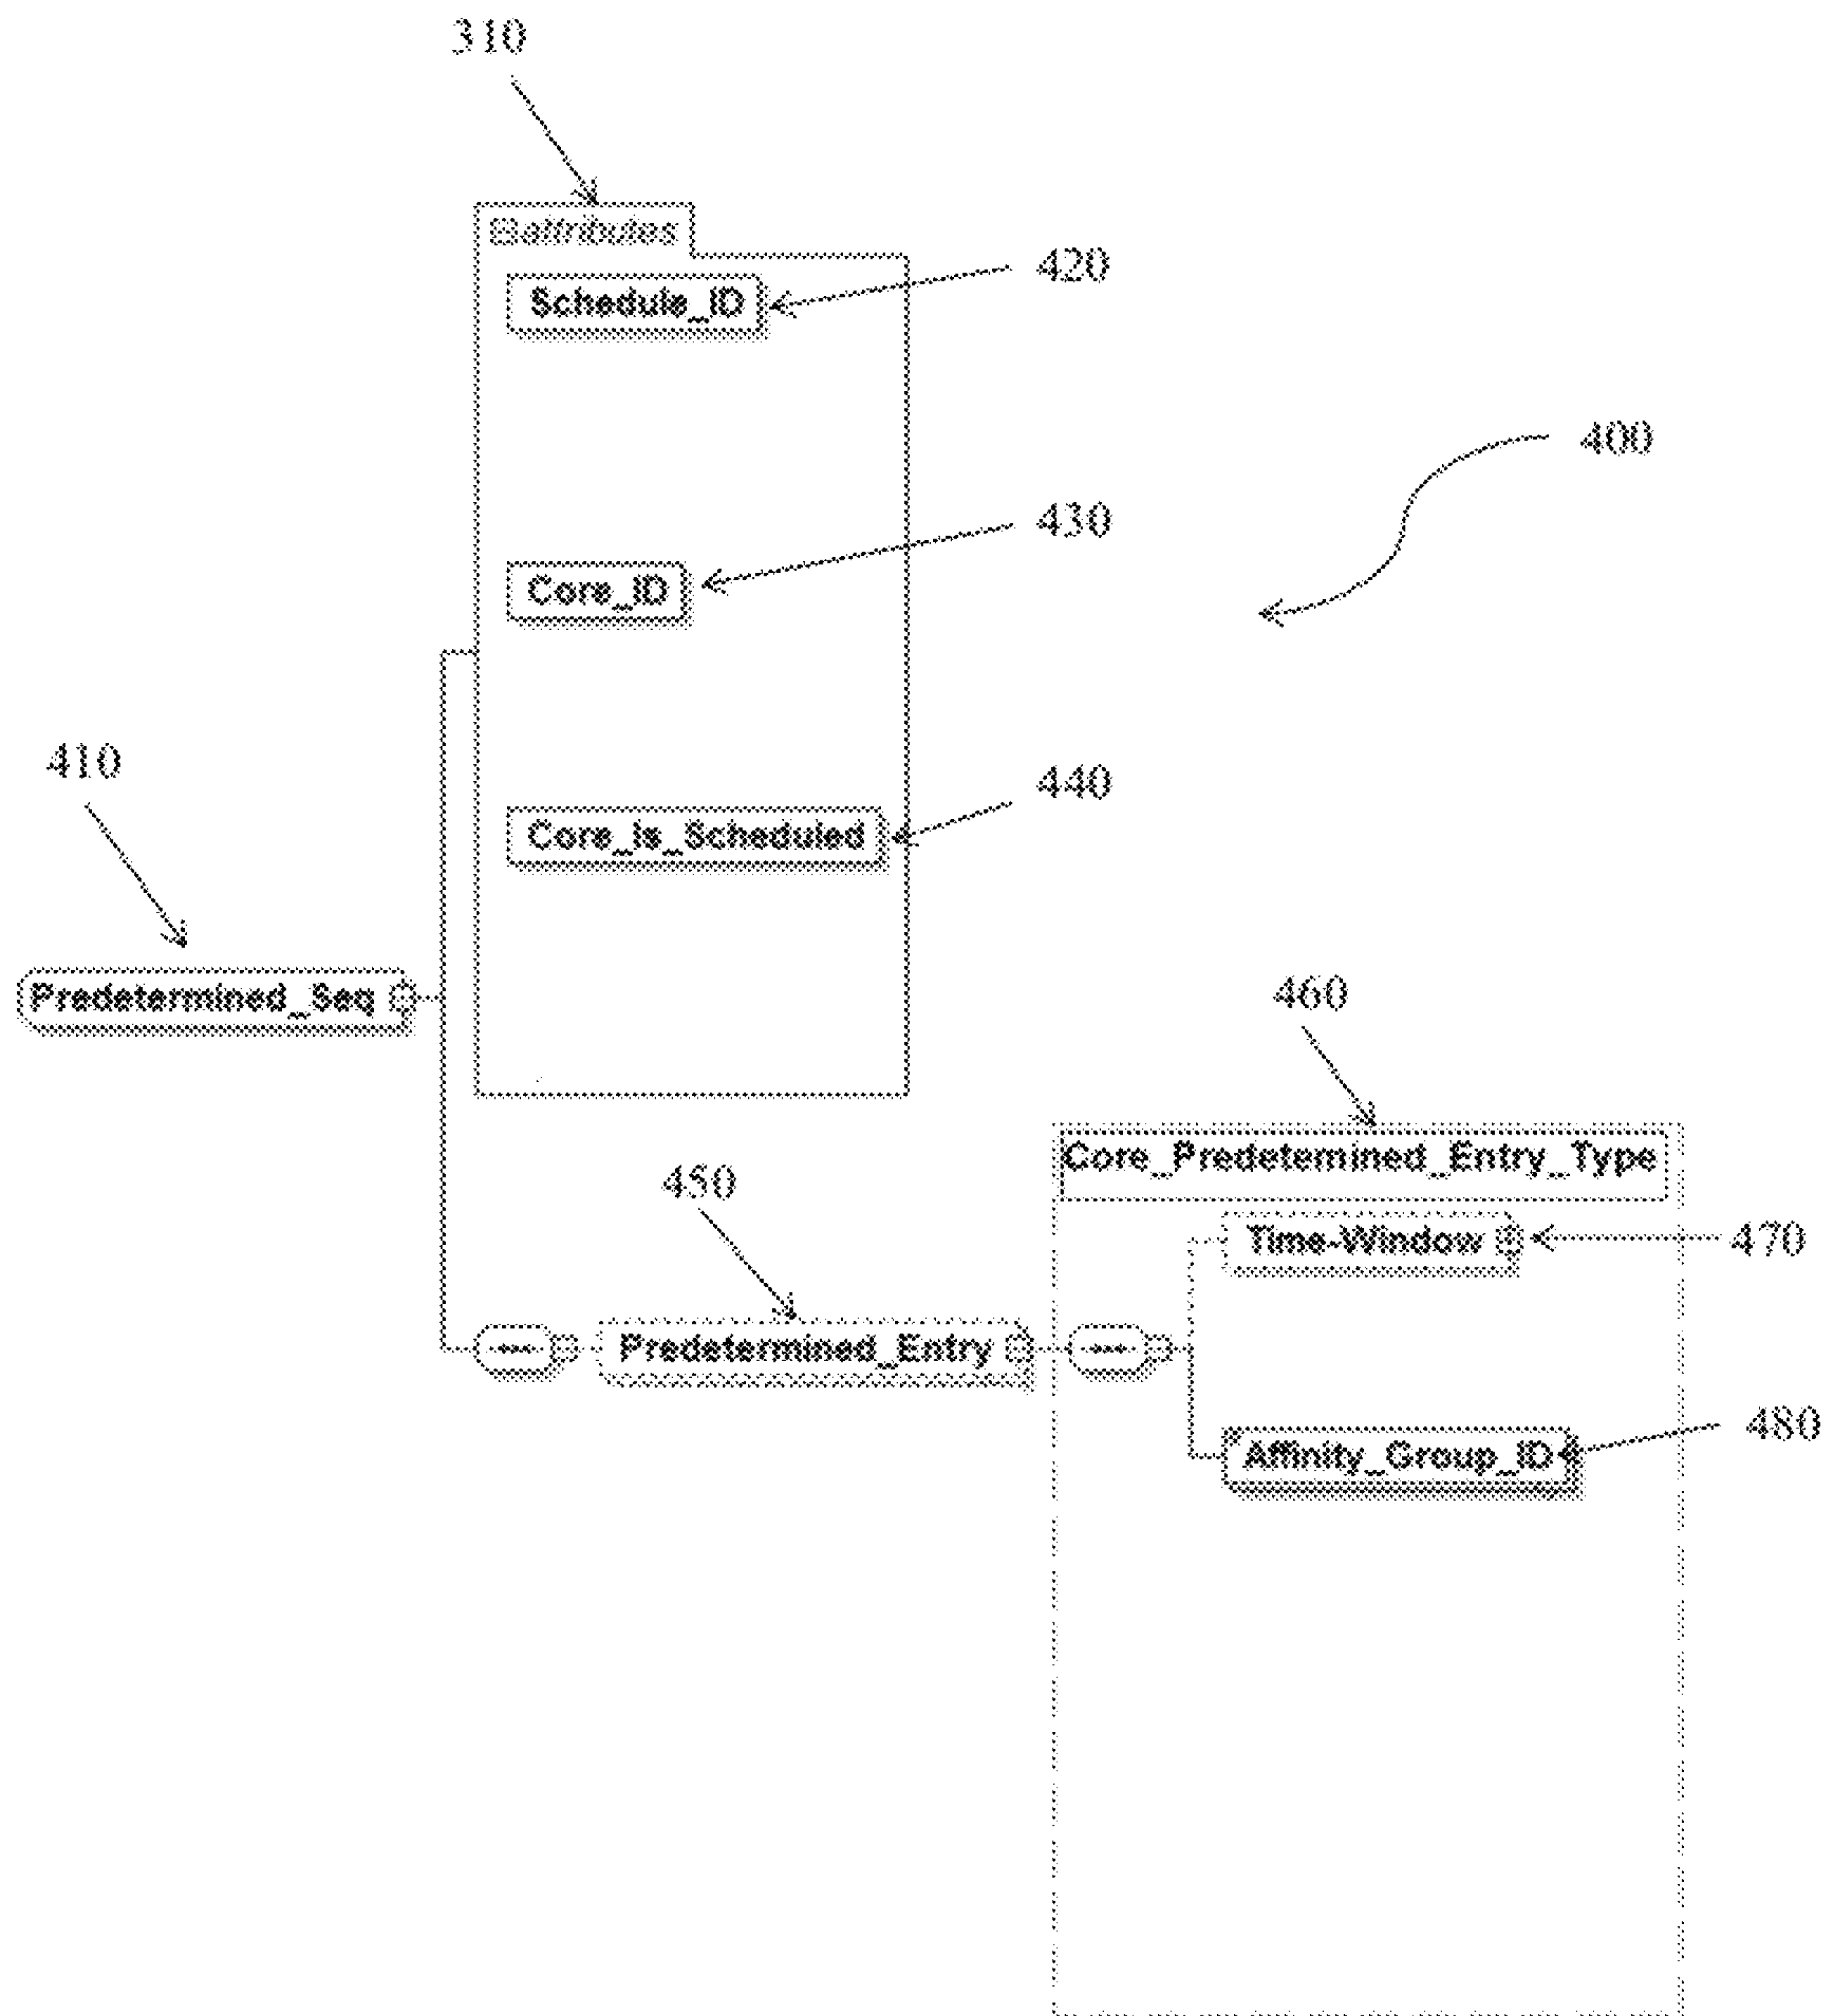 310
attributes
Schedule_ID
420
400
Core_ID
430
410
Core_is_Scheduled
440
Predetermined_Seq
460
Core_Predetemined_Entry_Type
450
Time-Window
470
Predetermined_Entry
Affinity_Group_ID
480